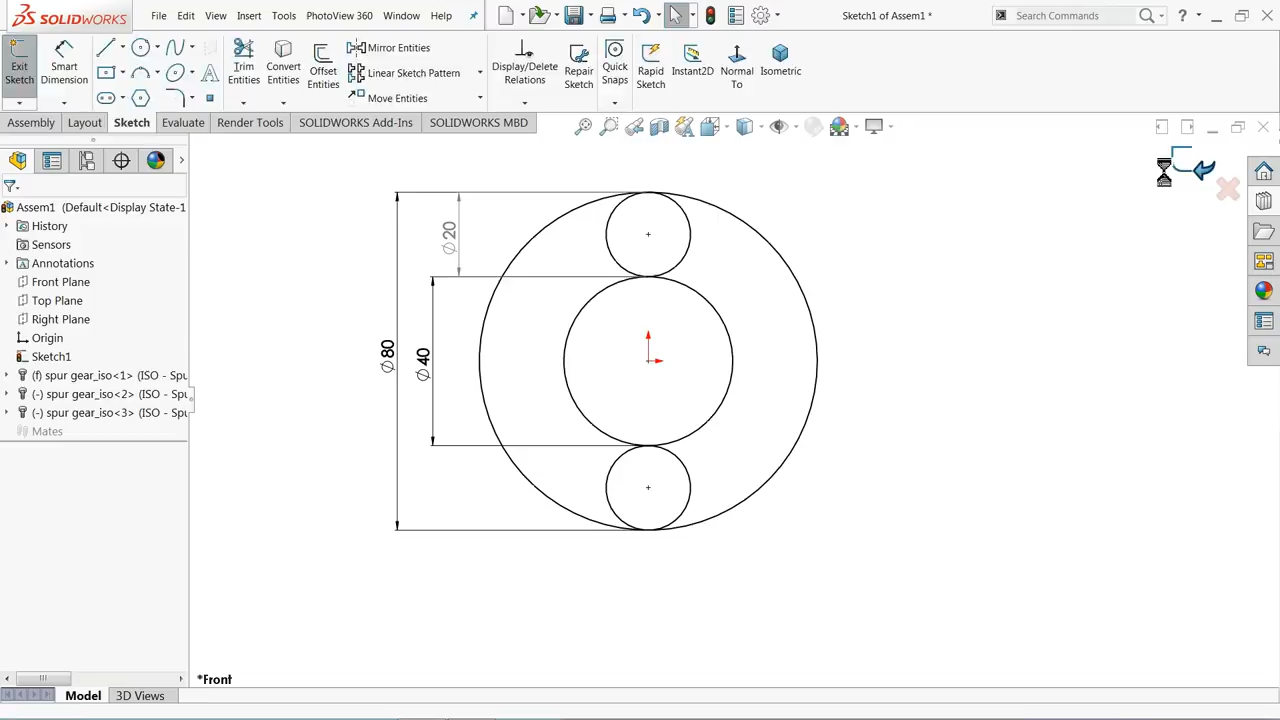 SOLIDWORKS
File Edit View Insert Tools PhotoView 360 Window Help
Sketch1 of Assem1 *
Search Commands
?
Exit Sketch
Smart Dimension
Trim Entities
Convert Entities
Offset Entities
Mirror Entities
Linear Sketch Pattern
Move Entities
Display/Delete Relations
Repair Sketch
Quick Snaps
Rapid Sketch
Instant2D
Normal To
Isometric
Assembly Layout Sketch Evaluate Render Tools SOLIDWORKS Add-Ins SOLIDWORKS MBD
Assem1 (Default<Display State-1
History
Sensors
Annotations
Front Plane
Top Plane
Right Plane
Origin
Sketch1
(f) spur gear_iso<1> (ISO - Spu
(-) spur gear_iso<2> (ISO - Spu
(-) spur gear_iso<3> (ISO - Spu
Mates
∅20
∅80
∅40
*Front
Model 3D Views